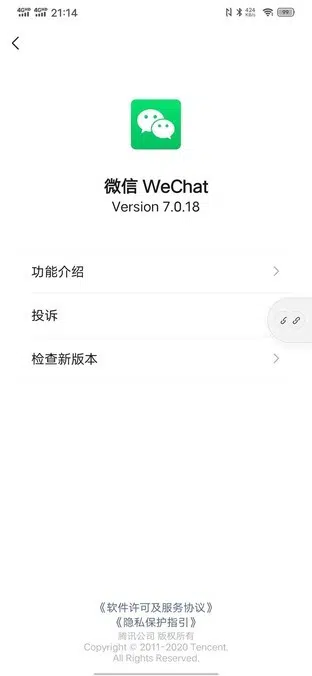 4G 4G 21:14 424 KB/s 99
微信 WeChat
Version 7.0.18
功能介绍
投诉
检查新版本
《软件许可及服务协议》
《隐私保护指引》
腾讯公司 版权所有
Copyright © 2011-2020 Tencent.
All Rights Reserved.